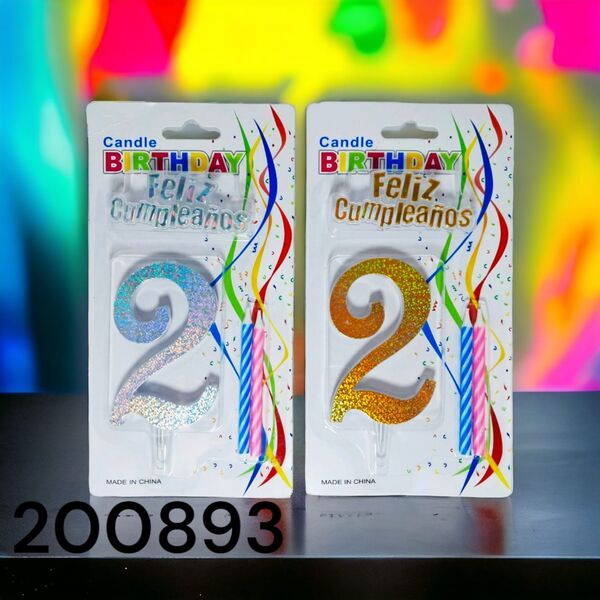 Candle
BIRTHDAY
Feliz
Cumpleaños
2
MADE IN CHINA
Candle
BIRTHDAY
Feliz
Cumpleaños
2
MADE IN CHINA
200893